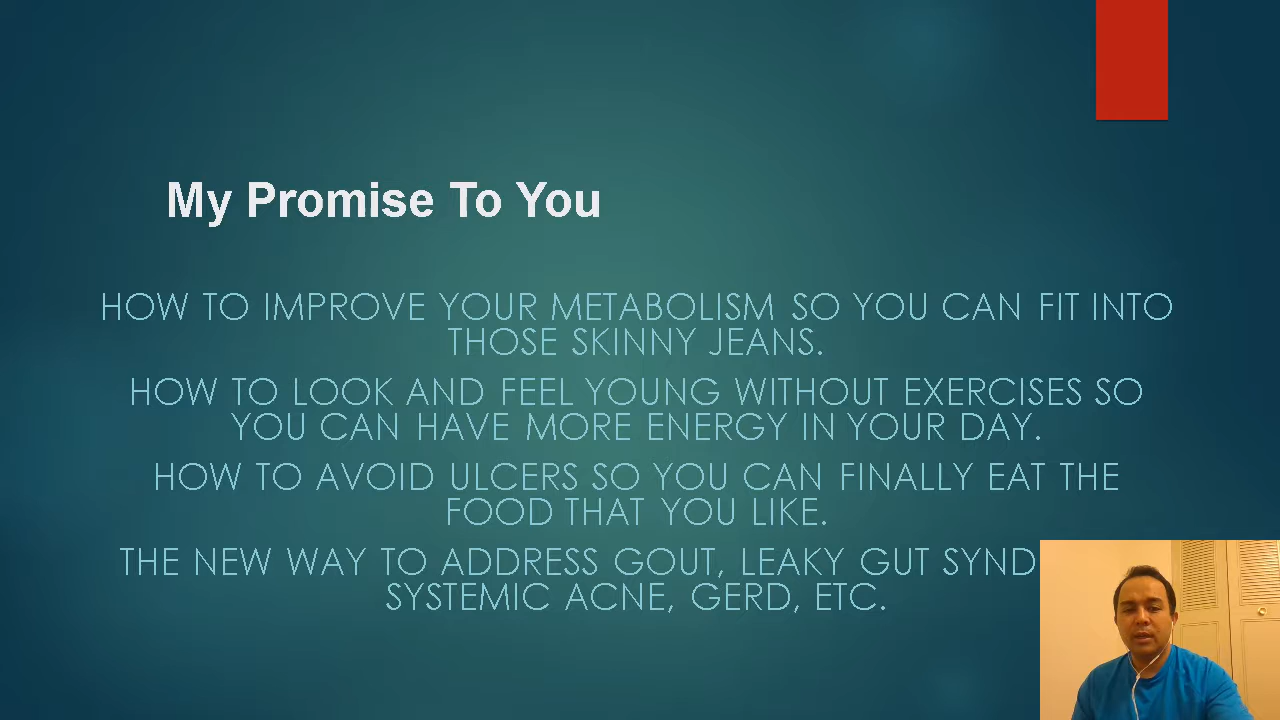 My Promise To You
HOW TO IMPROVE YOUR METABOLISM SO YOU CAN FIT INTO
THOSE SKINNY JEANS.
HOW TO LOOK AND FEEL YOUNG WITHOUT EXERCISES SO
YOU CAN HAVE MORE ENERGY IN YOUR DAY.
HOW TO AVOID ULCERS SO YOU CAN FINALLY EAT THE
FOOD THAT YOU LIKE.
THE NEW WAY TO ADDRESS GOUT, LEAKY GUT SYND
SYSTEMIC ACNE, GERD, ETC.